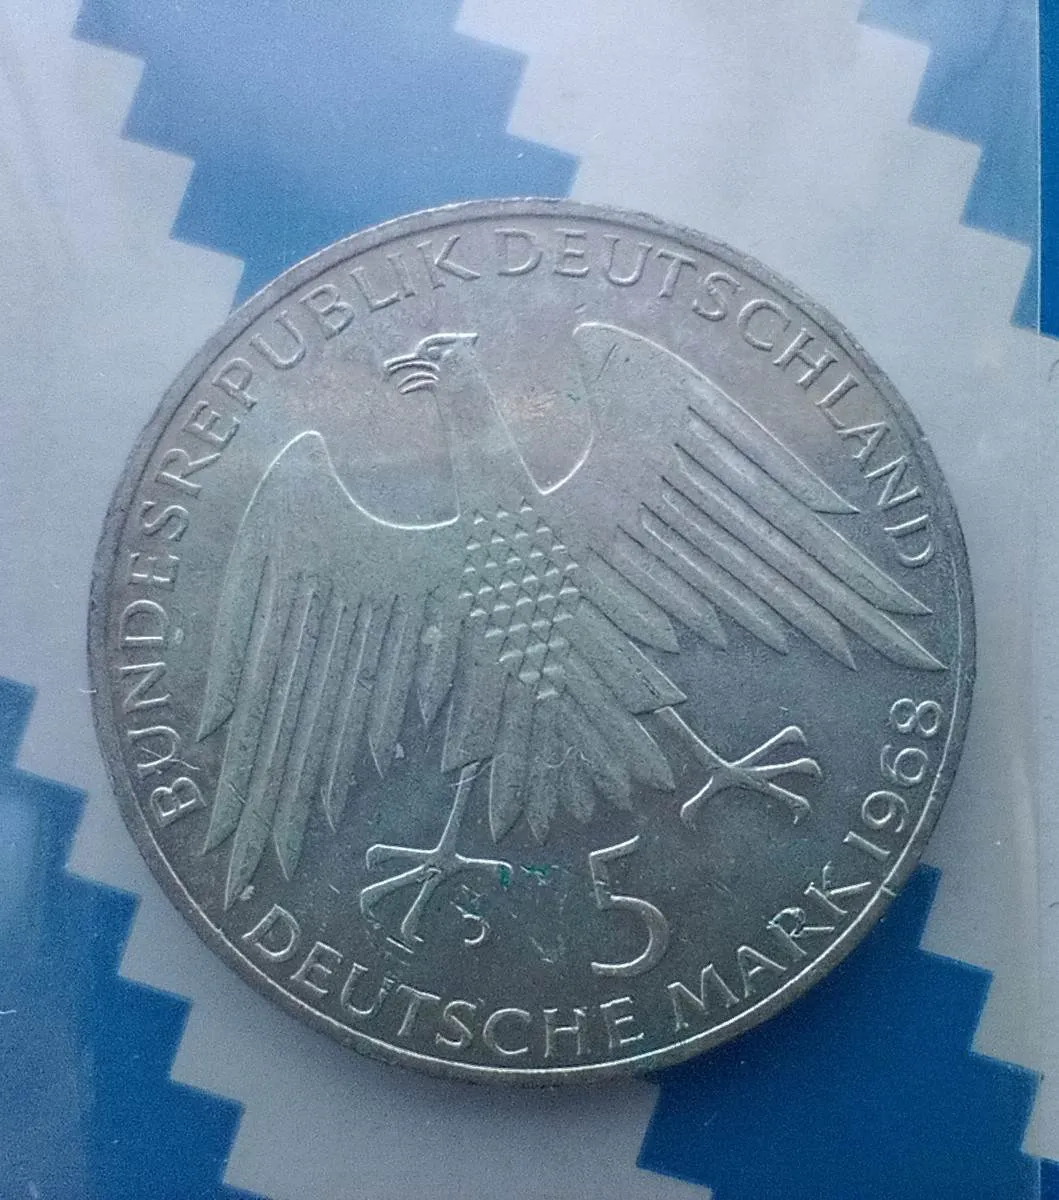 BUNDESREPUBLIK DEUTSCHLAND
J
5
DEUTSCHE MARK 1968